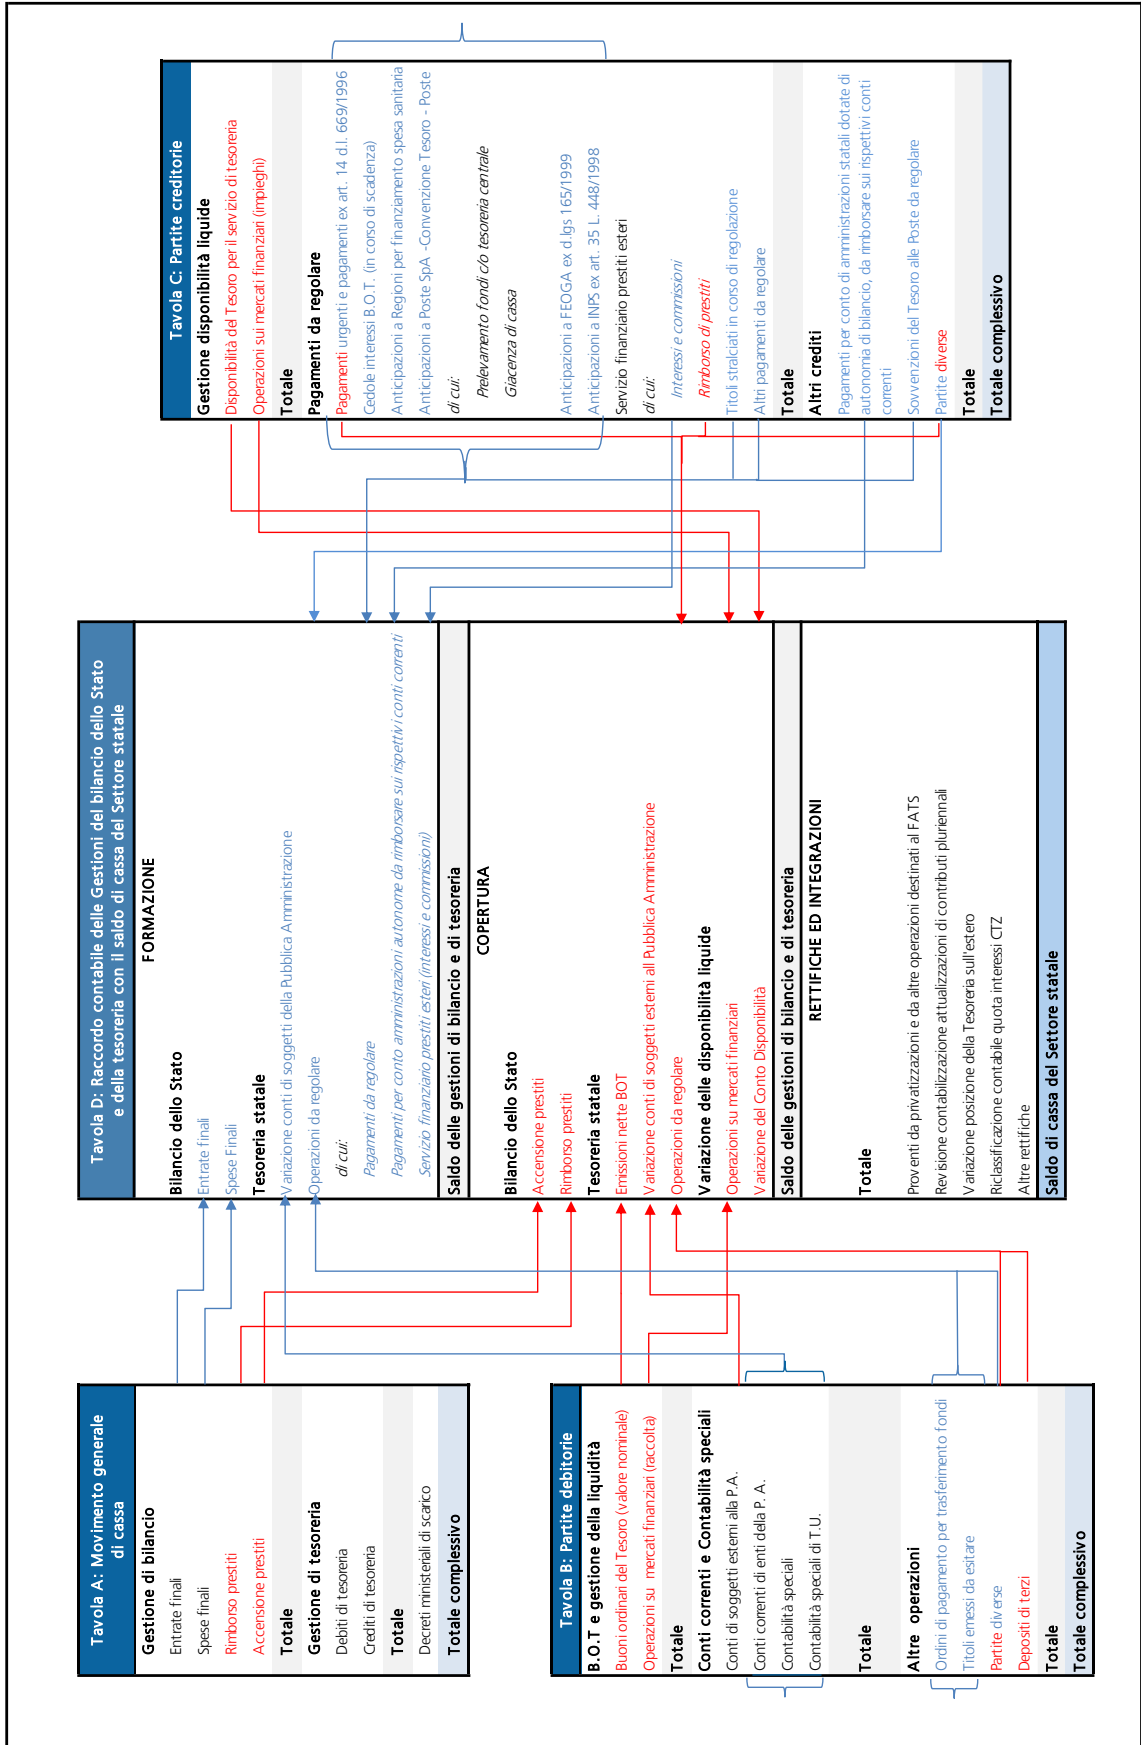 Tavola A: Movimento generale
di cassa
Gestione di bilancio
Entrate finali
Spese finali
Rimborso prestiti
Accensione prestiti
Totale
Gestione di tesoreria
Debiti di tesoreria
Crediti di tesoreria
Totale
Decreti ministeriali di scarico
Totale complessivo
Tavola B: Partite debitorie
B.O.T e gestione della liquidità
Buoni ordinari del Tesoro (valore nominale)
Operazioni su mercati finanziari (raccolta)
Totale
Conti correnti e Contabilità speciali
Conti di soggetti esterni alla P.A.
Conti correnti di enti della P. A.
Contabilità speciali
Contabilità speciali di T.U.
Totale
Altre operazioni
Ordini di pagamento per trasferimento fondi
Titoli emessi da esitare
Partite diverse
Depositi di terzi
Totale
Totale complessivo
Tavola D: Raccordo contabile delle Gestioni del bilancio dello Stato
e della tesoreria con il saldo di cassa del Settore statale
FORMAZIONE
Bilancio dello Stato
Entrate finali
Spese Finali
Tesoreria statale
Variazione conti di soggetti della Pubblica Amministrazione
Operazioni da regolare
di cui:
Pagamenti da regolare
Pagamenti per conto amministrazioni autonome da rimborsare sui rispettivi conti correnti
Servizio finanziario prestiti esteri (interessi e commissioni)
Saldo delle gestioni di bilancio e di tesoreria
COPERTURA
Bilancio dello Stato
Accensione prestiti
Rimborso prestiti
Tesoreria statale
Emissioni nette BOT
Variazione conti di soggetti esterni all Pubblica Amministrazione
Operazioni da regolare
Variazione delle disponibilità liquide
Operazioni su mercati finanziari
Variazione del Conto Disponibilità
Saldo delle gestioni di bilancio e di tesoreria
RETTIFICHE ED INTEGRAZIONI
Totale
Proventi da privatizzazioni e da altre operazioni destinati al FATS
Revisione contabilizzazione attualizzazioni di contributi pluriennali
Variazione posizione della Tesoreria sull'estero
Riclassificazione contabile quota interessi CTZ
Altre rettifiche
Saldo di cassa del Settore statale
Tavola C: Partite creditorie
Gestione disponibilità liquide
Disponibilità del Tesoro per il servizio di tesoreria
Operazioni sui mercati finanziari (impieghi)
Totale
Pagamenti da regolare
Pagamenti urgenti e pagamenti ex art. 14 d.l. 669/1996
Cedole interessi B.O.T. (in corso di scadenza)
Anticipazioni a Regioni per finanziamento spesa sanitaria
Anticipazioni a Poste SpA -Convenzione Tesoro - Poste
di cui:
Prelevamento fondi c/o tesoreria centrale
Giacenza di cassa
Anticipazioni a FEOGA ex d.lgs 165/1999
Anticipazioni a INPS ex art. 35 L. 448/1998
Servizio finanziario prestiti esteri
di cui:
Interessi e commissioni
Rimborso di prestiti
Titoli stralciati in corso di regolazione
Altri pagamenti da regolare
Totale
Altri crediti
Pagamenti per conto di amministrazioni statali dotate di
autonomia di bilancio, da rimborsare sui rispettivi conti
correnti
Sovvenzioni del Tesoro alle Poste da regolare
Partite diverse
Totale
Totale complessivo